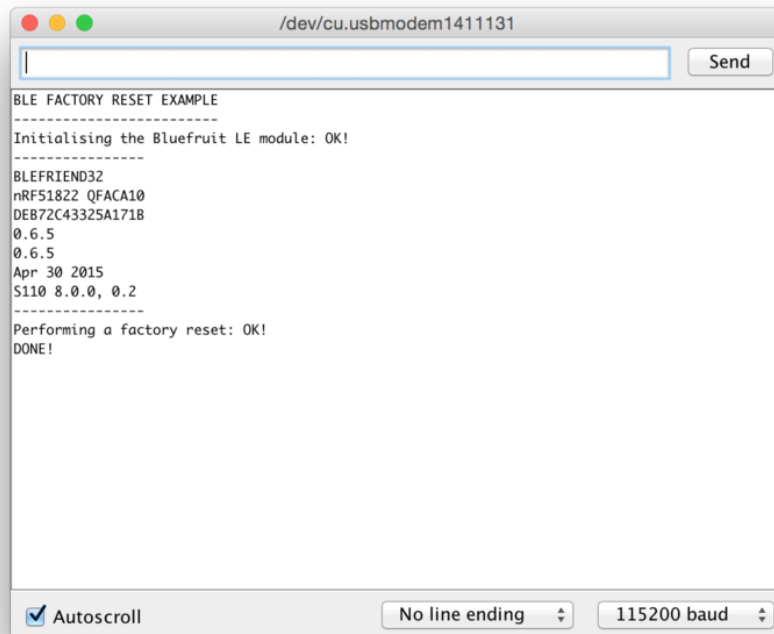 /dev/cu.usbmodem1411131
Send
BLE FACTORY RESET EXAMPLE
-------------------------
Initialising the Bluefruit LE module: OK!
----------------
BLEFRIEND32
nRF51822 QFACA10
DEB72C43325A171B
0.6.5
0.6.5
Apr 30 2015
S110 8.0.0, 0.2
----------------
Performing a factory reset: OK!
DONE!
Autoscroll
No line ending
115200 baud